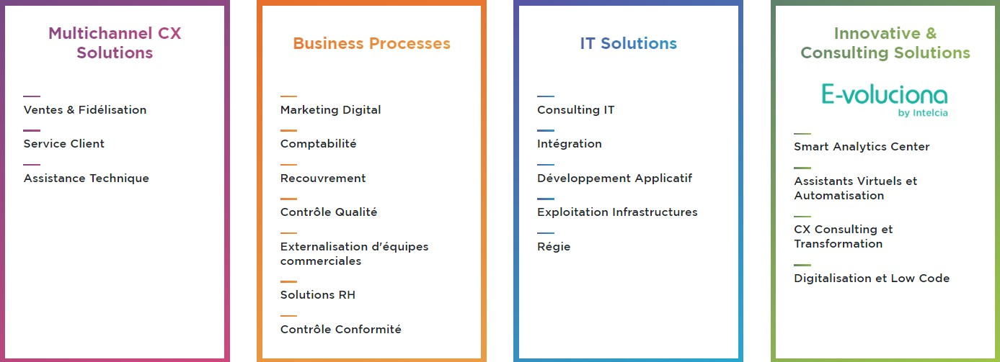 Multichannel CX
Solutions
Ventes & Fidélisation
Service Client
Assistance Technique
Business Processes
Marketing Digital
Comptabilité
Recouvrement
Contrôle Qualité
Externalisation d'équipes
commerciales
Solutions RH
Contrôle Conformité
IT Solutions
Consulting IT
Intégration
Développement Applicatif
Exploitation Infrastructures
Régie
Innovative &
Consulting Solutions
E-voluciona
by Intelcia
Smart Analytics Center
Assistants Virtuels et
Automatisation
CX Consulting et
Transformation
Digitalisation et Low Code